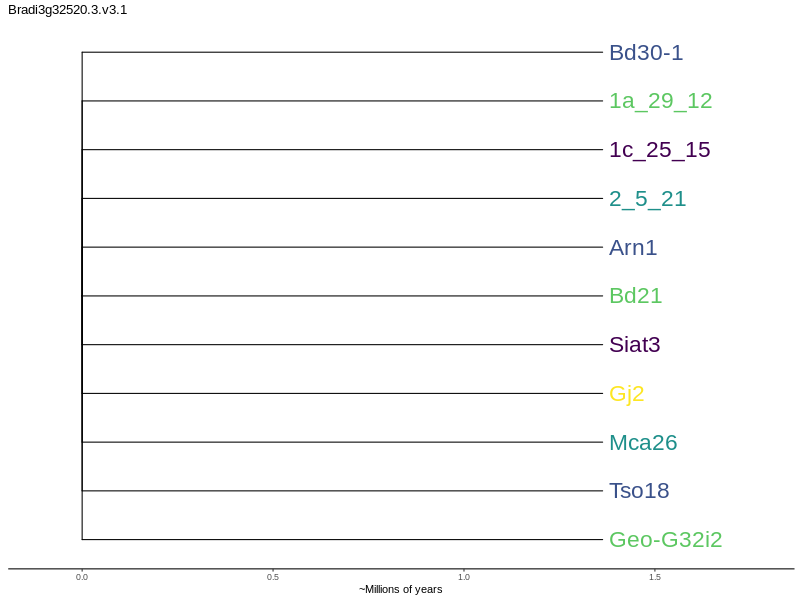 Bradi3g32520.3.v3.1
Bd30-1
1a_29_12
1c_25_15
2_5_21
Arn1
Bd21
Siat3
Gj2
Mca26
Tso18
Geo-G32i2
0.0 0.5 1.0 1.5
~Millions of years